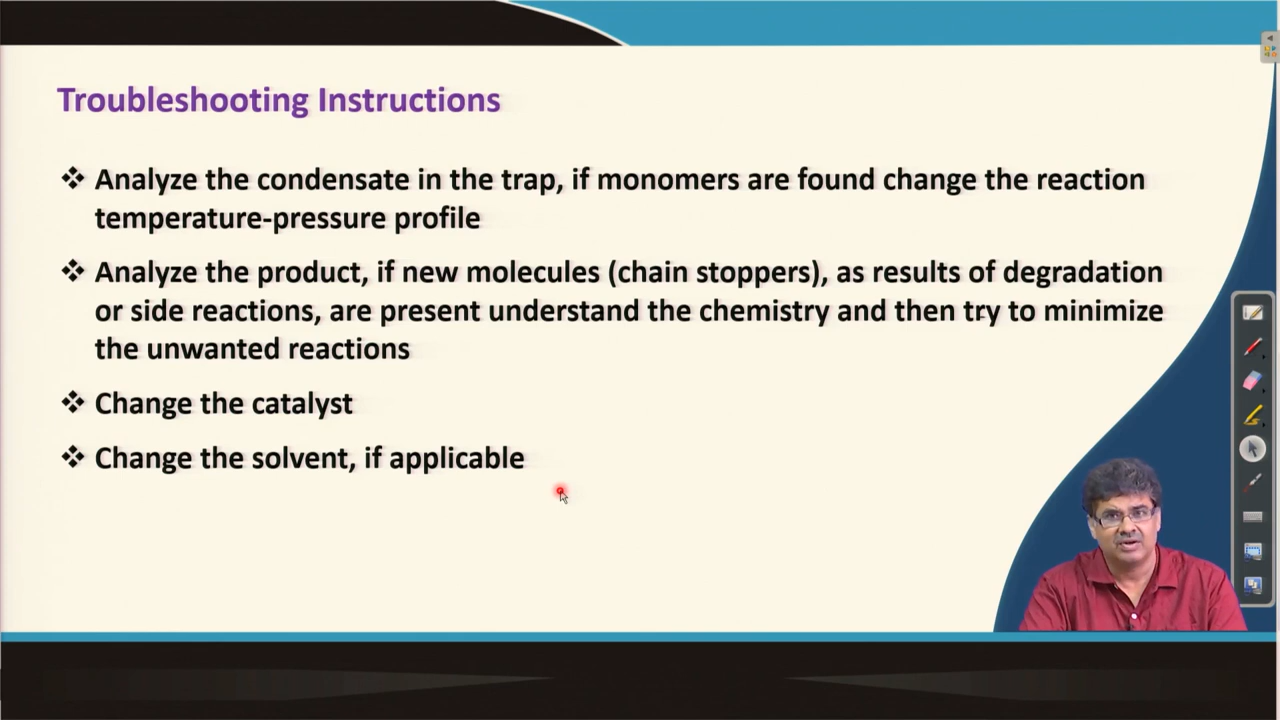 Troubleshooting Instructions
❖ Analyze the condensate in the trap, if monomers are found change the reaction
temperature-pressure profile
❖ Analyze the product, if new molecules (chain stoppers), as results of degradation
or side reactions, are present understand the chemistry and then try to minimize
the unwanted reactions
❖ Change the catalyst
❖ Change the solvent, if applicable